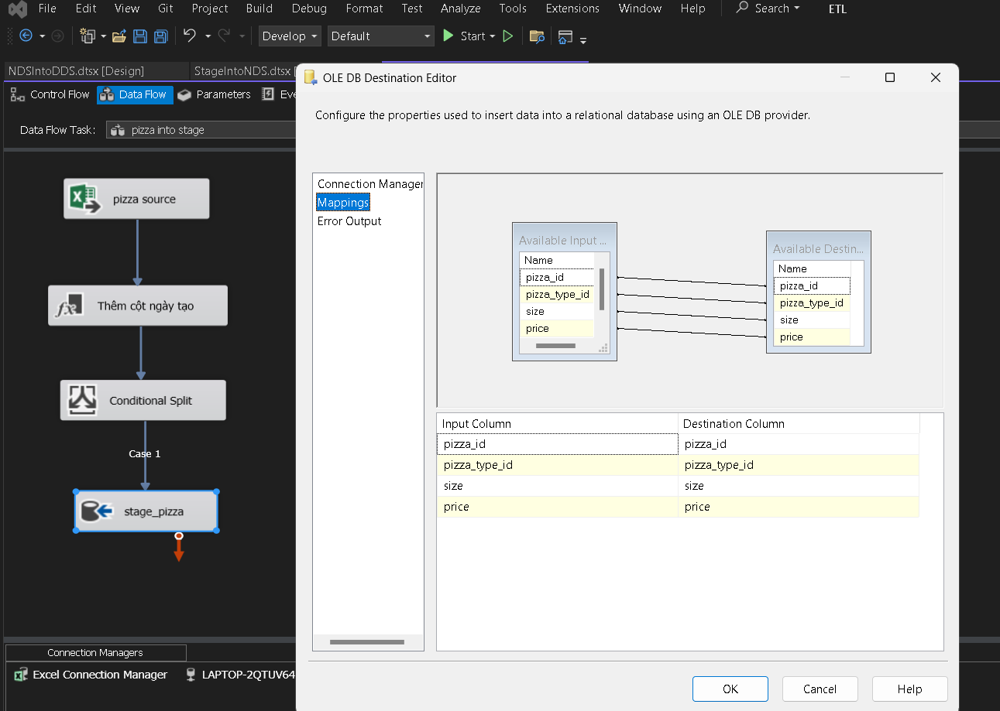 File Edit View Git Project Build Debug Test Analyze Tools Extensions Window Help Search ETL
Develop Default Start
NDSIntoDDS.dtsx [Design] StageIntoNDS.dtsx [
Control Flow Data Flow Parameters Eve
Data Flow Task: pizza into stage
pizza source
Thêm cột ngày tạo
Conditional Split
Case 1
stage_pizza
Connection Managers
Excel Connection Manager LAPTOP-2QTUV64
OLE DB Destination Editor
Configure the properties used to insert data into a relational database using an OLE DB provider.
Connection Manager
Mappings
Error Output
Available Input ...
Name
pizza_id
pizza_type_id
size
price
Available Destin...
Name
pizza_id
pizza_type_id
size
price
Input Column Destination Column
pizza_id pizza_id
pizza_type_id pizza_type_id
size size
price price
OK Cancel Help